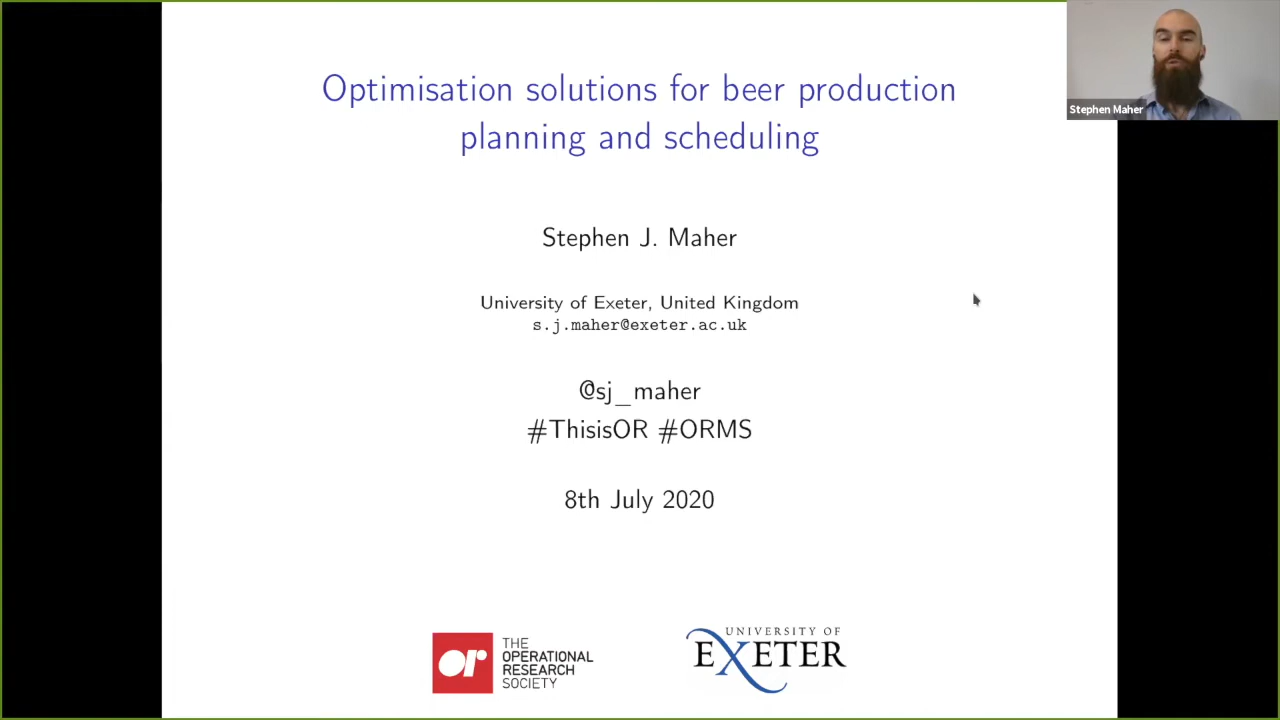 Optimisation solutions for beer production
planning and scheduling
Stephen Maher
Stephen J. Maher
University of Exeter, United Kingdom
s.j.maher@exeter.ac.uk
@sj_maher
#ThisisOR #ORMS
8th July 2020
or
THE
OPERATIONAL
RESEARCH
SOCIETY
UNIVERSITY OF
EXETER